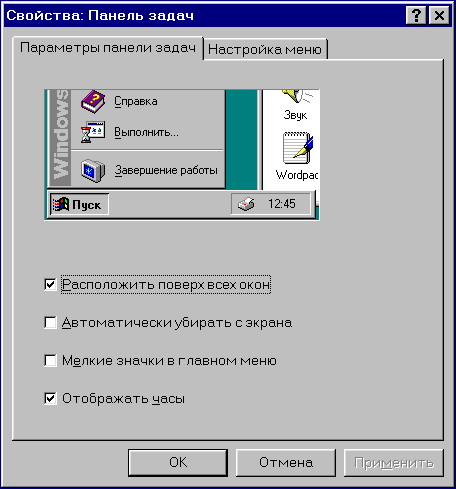 Свойства: Панель задач
Параметры панели задач
Настройка меню
Windows
Справка
Выполнить...
Завершение работы
Звук
Wordpad
Пуск
12:45
Расположить поверх всех окон
Автоматически убирать с экрана
Мелкие значки в главном меню
Отображать часы
OK
Отмена
Применить